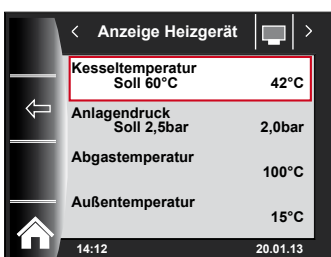 Anzeige Heizgerät
Kesseltemperatur
Soll 60°C 42°C
Anlagendruck
Soll 2,5bar 2,0bar
Abgastemperatur
100°C
Außentemperatur
15°C
14:12 20.01.13